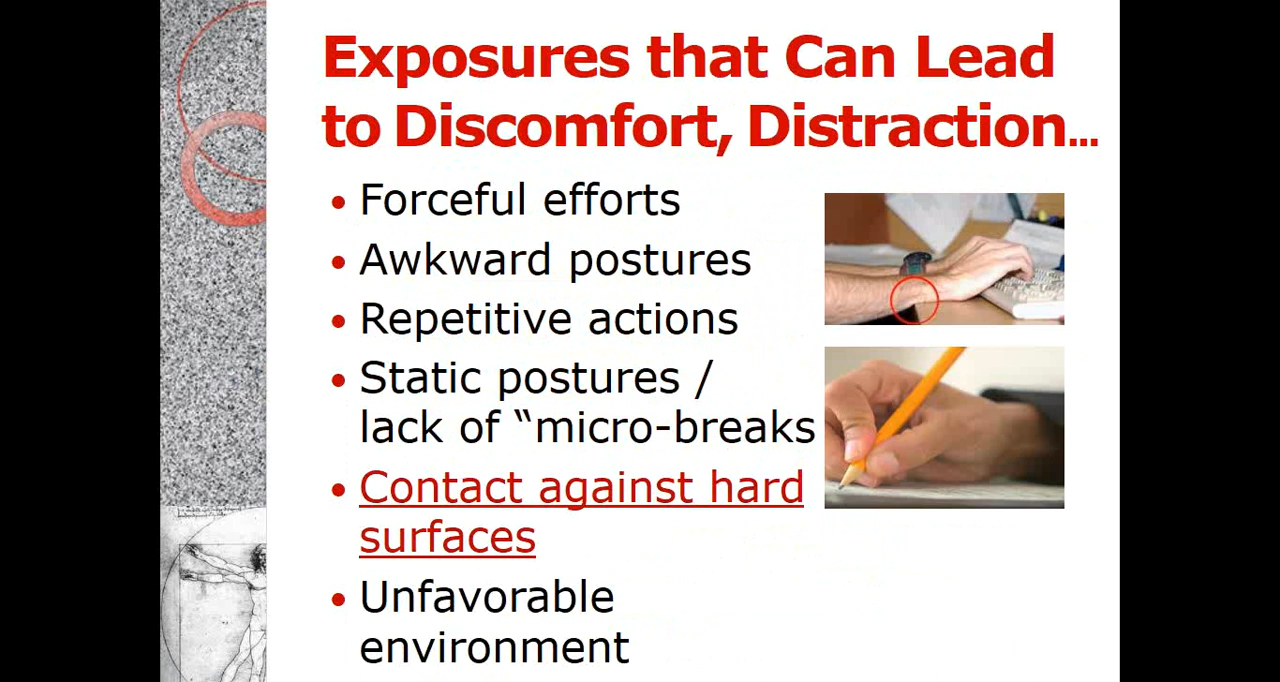 Exposures that Can Lead
to Discomfort, Distraction...
• Forceful efforts
• Awkward postures
• Repetitive actions
• Static postures /
lack of “micro-breaks
• Contact against hard
surfaces
• Unfavorable
environment